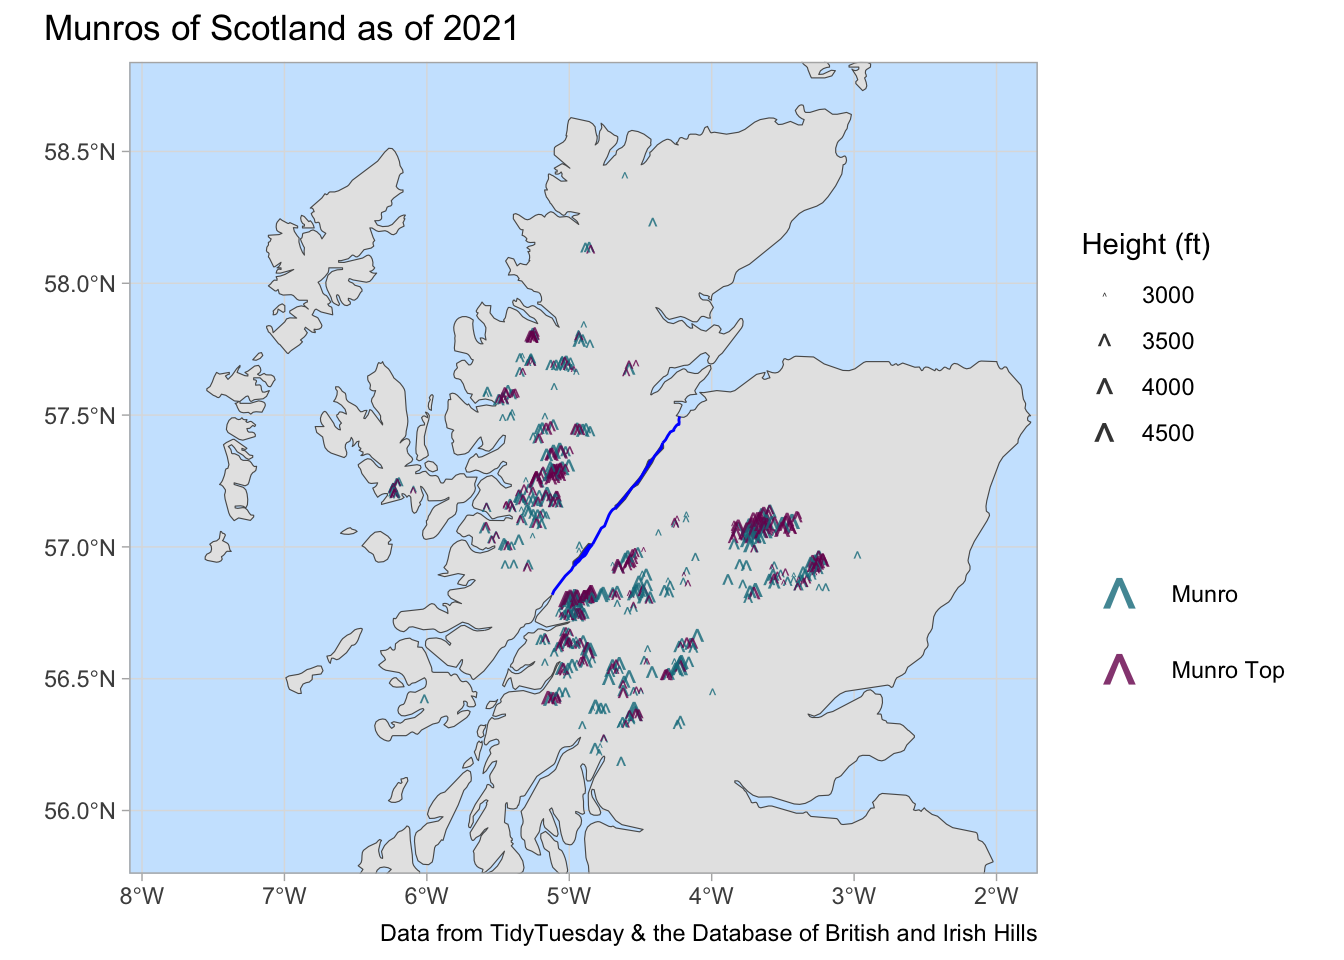 Munros of Scotland as of 2021
58.5°N
58.0°N
57.5°N
57.0°N
56.5°N
56.0°N
8°W
7°W
6°W
5°W
4°W
3°W
2°W
Height (ft)
3000
3500
4000
4500
Munro
Munro Top
Data from TidyTuesday & the Database of British and Irish Hills